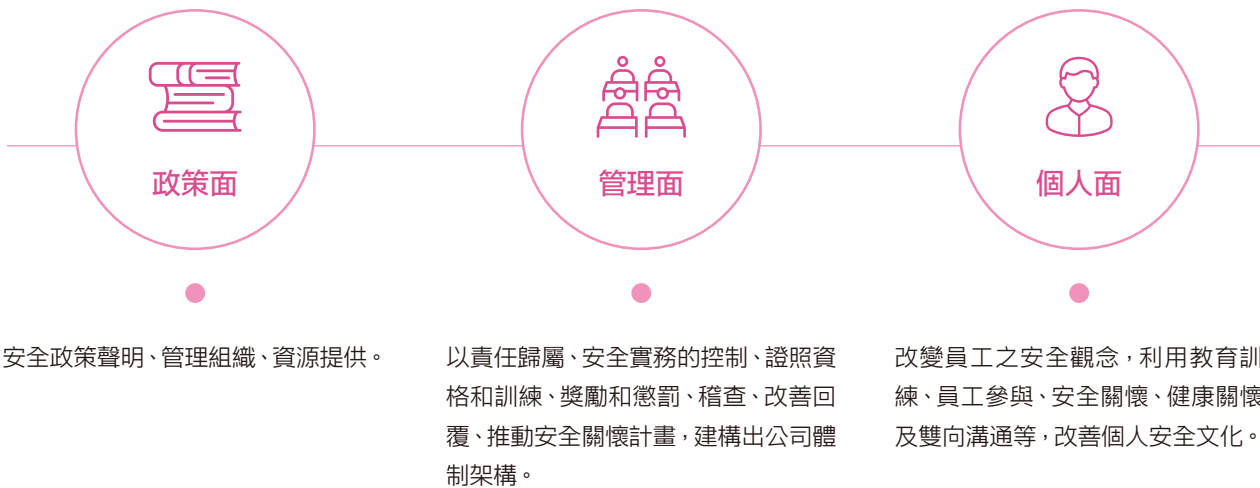 政策面
安全政策聲明、管理組織、資源提供。
管理面
以責任歸屬、安全實務的控制、證照資
格和訓練、獎勵和懲罰、稽查、改善回
覆、推動安全關懷計畫,建構出公司體
制架構。
個人面
改變員工之安全觀念,利用教育訓
練、員工參與、安全關懷、健康關懷
及雙向溝通等,改善個人安全文化。